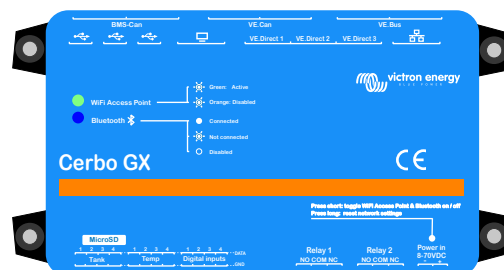 BMS-Can VE.Can VE.Bus
VE.Direct 1 VE.Direct 2 VE.Direct 3
victron energy
BLUE POWER
Green: Active
WiFi Access Point
Orange: Disabled
Bluetooth
Connected
Not connected
Disabled
Cerbo GX
CE
Press short: toggle WiFi Access Point & Bluetooth on / off
Press long: reset network settings
MicroSD
1 2 3 4 1 2 3 4 1 2 3 4 DATA
Tank Temp Digital inputs
GND
Relay 1 Relay 2 Power in
NO COM NC NO COM NC 8-70VDC
- +